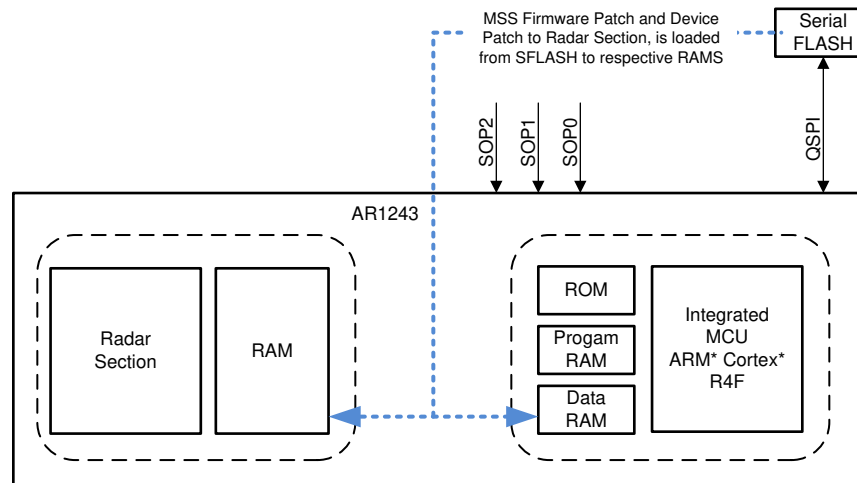 MSS Firmware Patch and Device
Patch to Radar Section, is loaded
from SFLASH to respective RAMS
Serial
FLASH
SOP2
SOP1
SOP0
QSPI
AR1243
Radar
Section
RAM
ROM
Progam
RAM
Data
RAM
Integrated
MCU
ARM* Cortex*
R4F